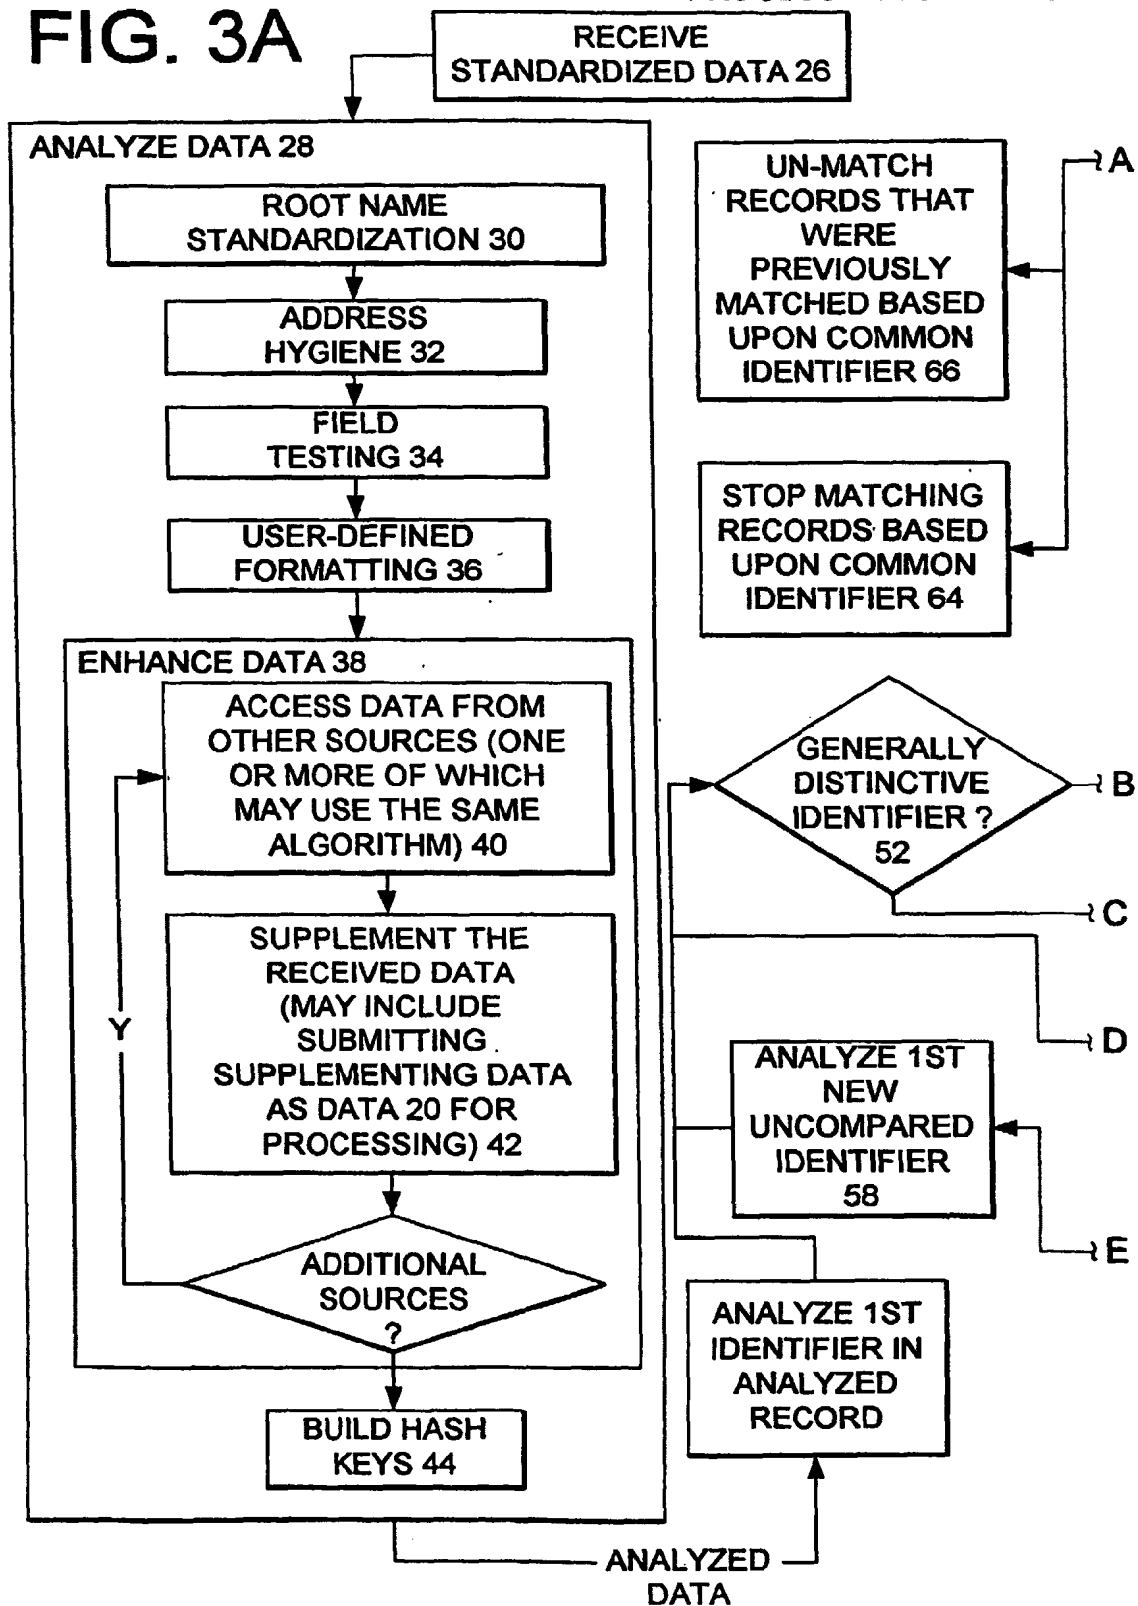 FIG. 3A
RECEIVE
STANDARDIZED DATA 26
ANALYZE DATA 28
ROOT NAME
STANDARDIZATION 30
ADDRESS
HYGIENE 32
FIELD
TESTING 34
USER-DEFINED
FORMATTING 36
ENHANCE DATA 38
ACCESS DATA FROM
OTHER SOURCES (ONE
OR MORE OF WHICH
MAY USE THE SAME
ALGORITHM) 40
SUPPLEMENT THE
RECEIVED DATA
(MAY INCLUDE
SUBMITTING
SUPPLEMENTING DATA
AS DATA 20 FOR
PROCESSING) 42
Y
ADDITIONAL
SOURCES
?
BUILD HASH
KEYS 44
ANALYZED
DATA
UN-MATCH
RECORDS THAT
WERE
PREVIOUSLY
MATCHED BASED
UPON COMMON
IDENTIFIER 66
A
STOP MATCHING
RECORDS BASED
UPON COMMON
IDENTIFIER 64
GENERALLY
DISTINCTIVE
IDENTIFIER ?
52
B
C
D
ANALYZE 1ST
NEW
UNCOMPARED
IDENTIFIER
58
E
ANALYZE 1ST
IDENTIFIER IN
ANALYZED
RECORD